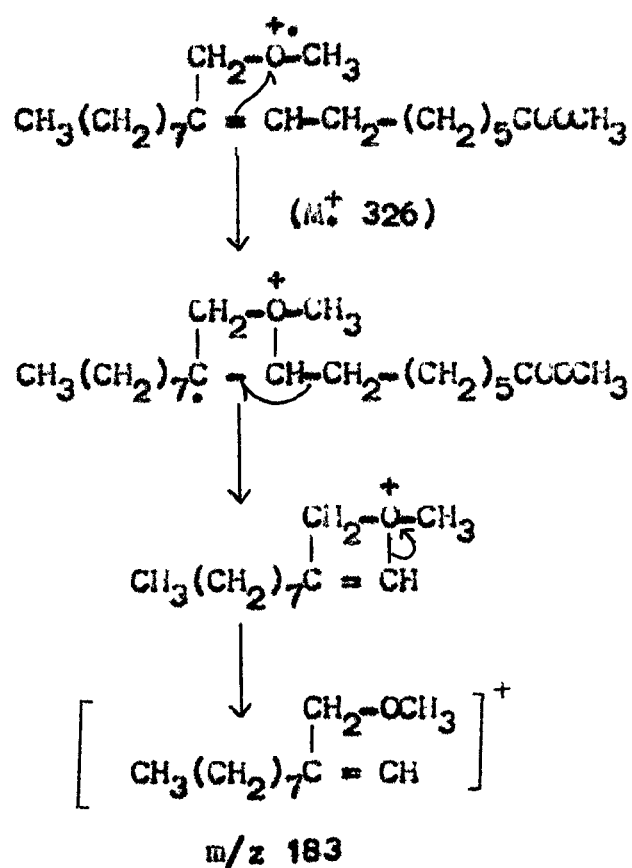 +•
CH2-O-CH3
CH3(CH2)7C = CH-CH2-(CH2)5COOCH3
(M+• 326)
+
CH2-O-CH3
CH3(CH2)7C• - CH-CH2-(CH2)5COOCH3
+
CH2-O-CH3
CH3(CH2)7C = CH
CH2-OCH3 +
CH3(CH2)7C = CH
m/z 183